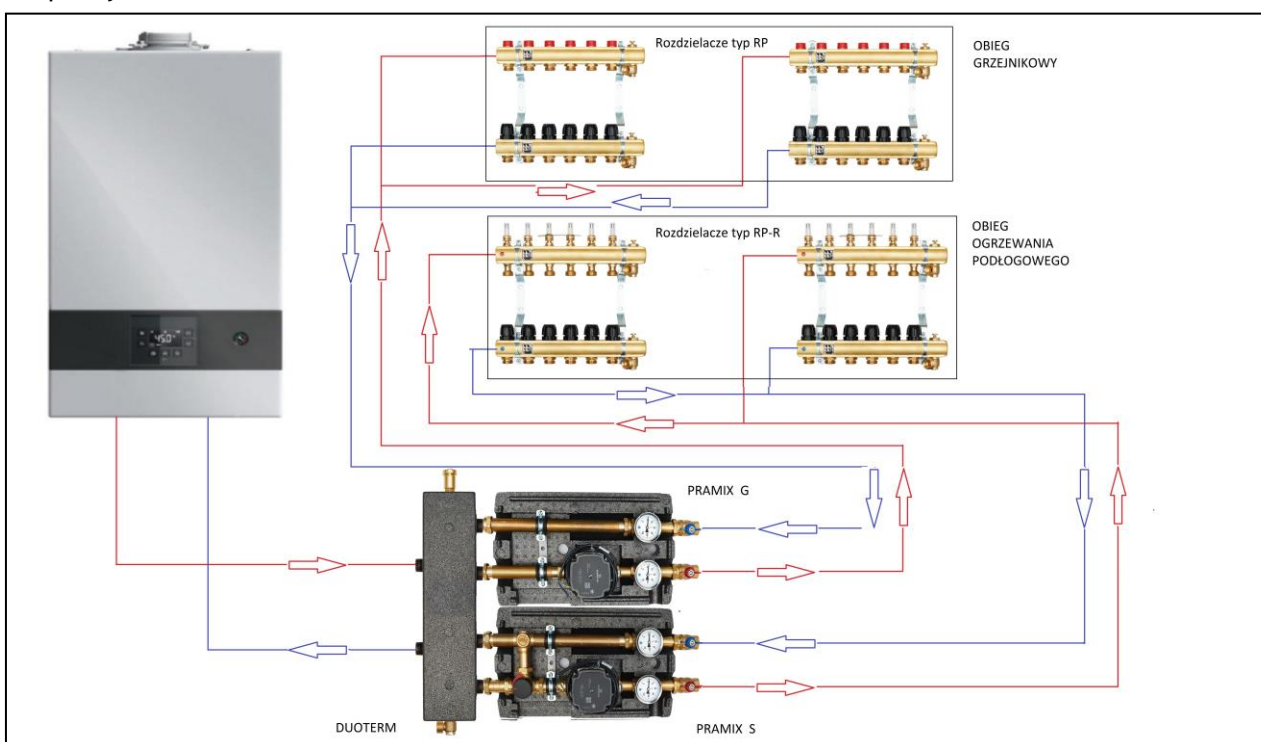 Rozdzielacze typ RP
OBIEG
GRZEJNIKOWY
Rozdzielacze typ RP-R
OBIEG
OGRZEWANIA
PODŁOGOWEGO
PRAMIX G
DUOTERM
PRAMIX S